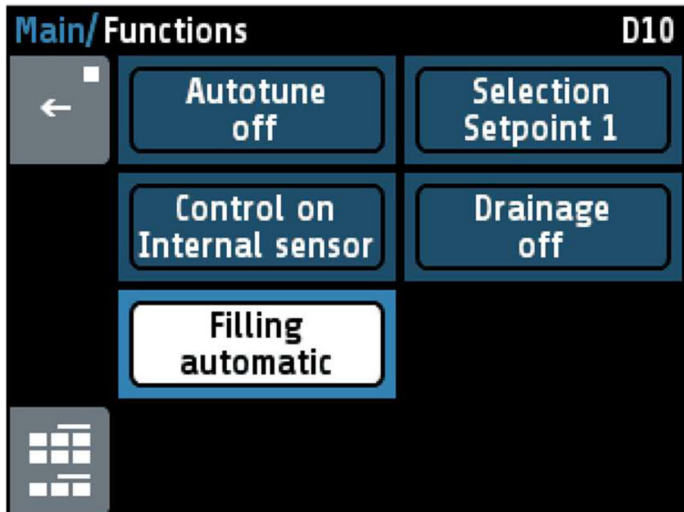 Main/Functions D10
←
Autotune
off
Selection
Setpoint 1
Control on
Internal sensor
Drainage
off
Filling
automatic